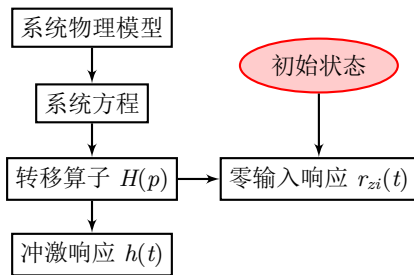 系统物理模型
初始状态
系统方程
转移算子 H(p)
零输入响应 r_{zi}(t)
冲激响应 h(t)